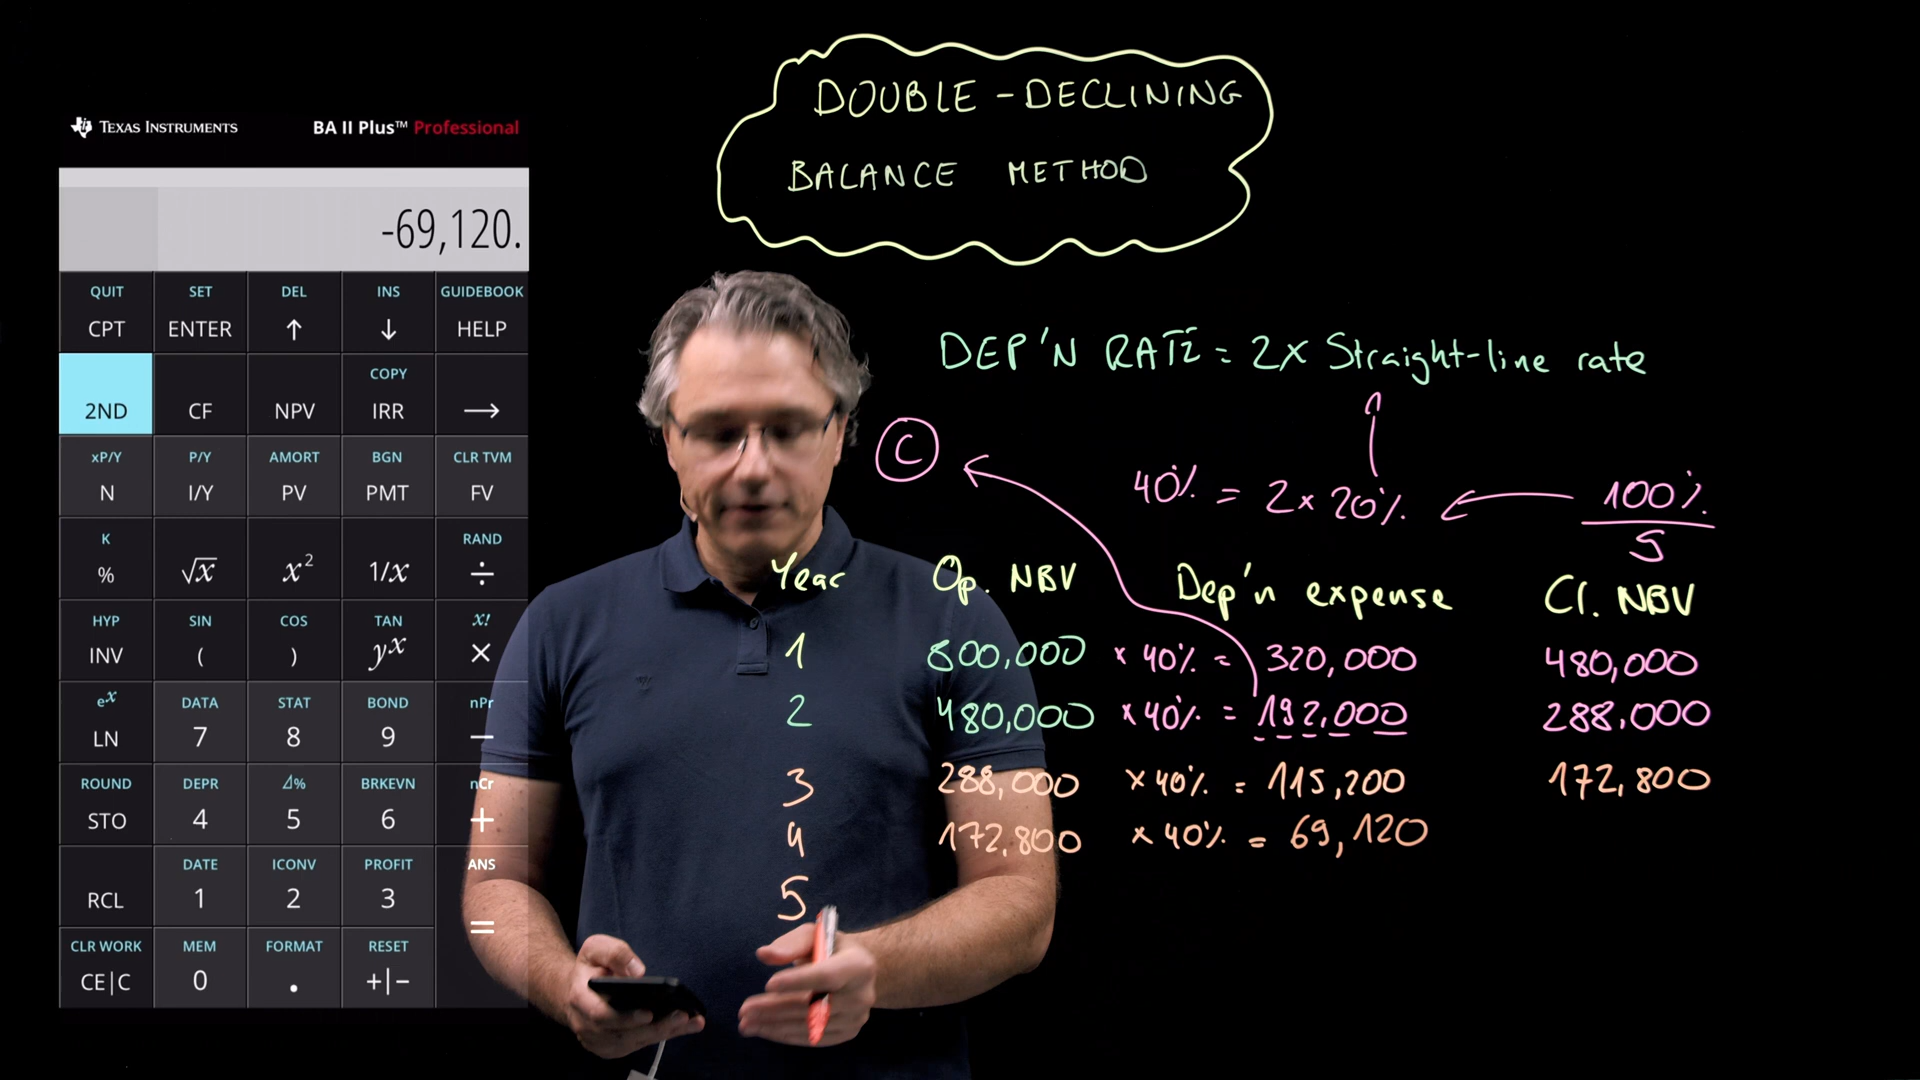 DOUBLE-DECLINING
BALANCE METHOD
TEXAS INSTRUMENTS BA II Plus™ Professional
-69,120.
QUIT SET DEL INS GUIDEBOOK
CPT ENTER ↑ ↓ HELP
COPY
2ND CF NPV IRR →
xP/Y P/Y AMORT BGN CLR TVM
N I/Y PV PMT FV
K RAND
% √x x² 1/x ÷
HYP SIN COS TAN x!
INV ( ) yˣ ×
eˣ DATA STAT BOND nPr
LN 7 8 9 −
ROUND DEPR Δ% BRKEVN nCr
STO 4 5 6 +
DATE ICONV PROFIT ANS
RCL 1 2 3 =
CLR WORK MEM FORMAT RESET
CE|C 0 . +|−
DEP'N RATE = 2x Straight-line rate
C
40% = 2 x 20% ← 100%
5
Year Op. NBV Dep'n expense Cl. NBV
1 800,000 x 40% = 320,000 480,000
2 480,000 x 40% = 192,000 288,000
3 288,000 x 40% = 115,200 172,800
4 172,800 x 40% = 69,120
5